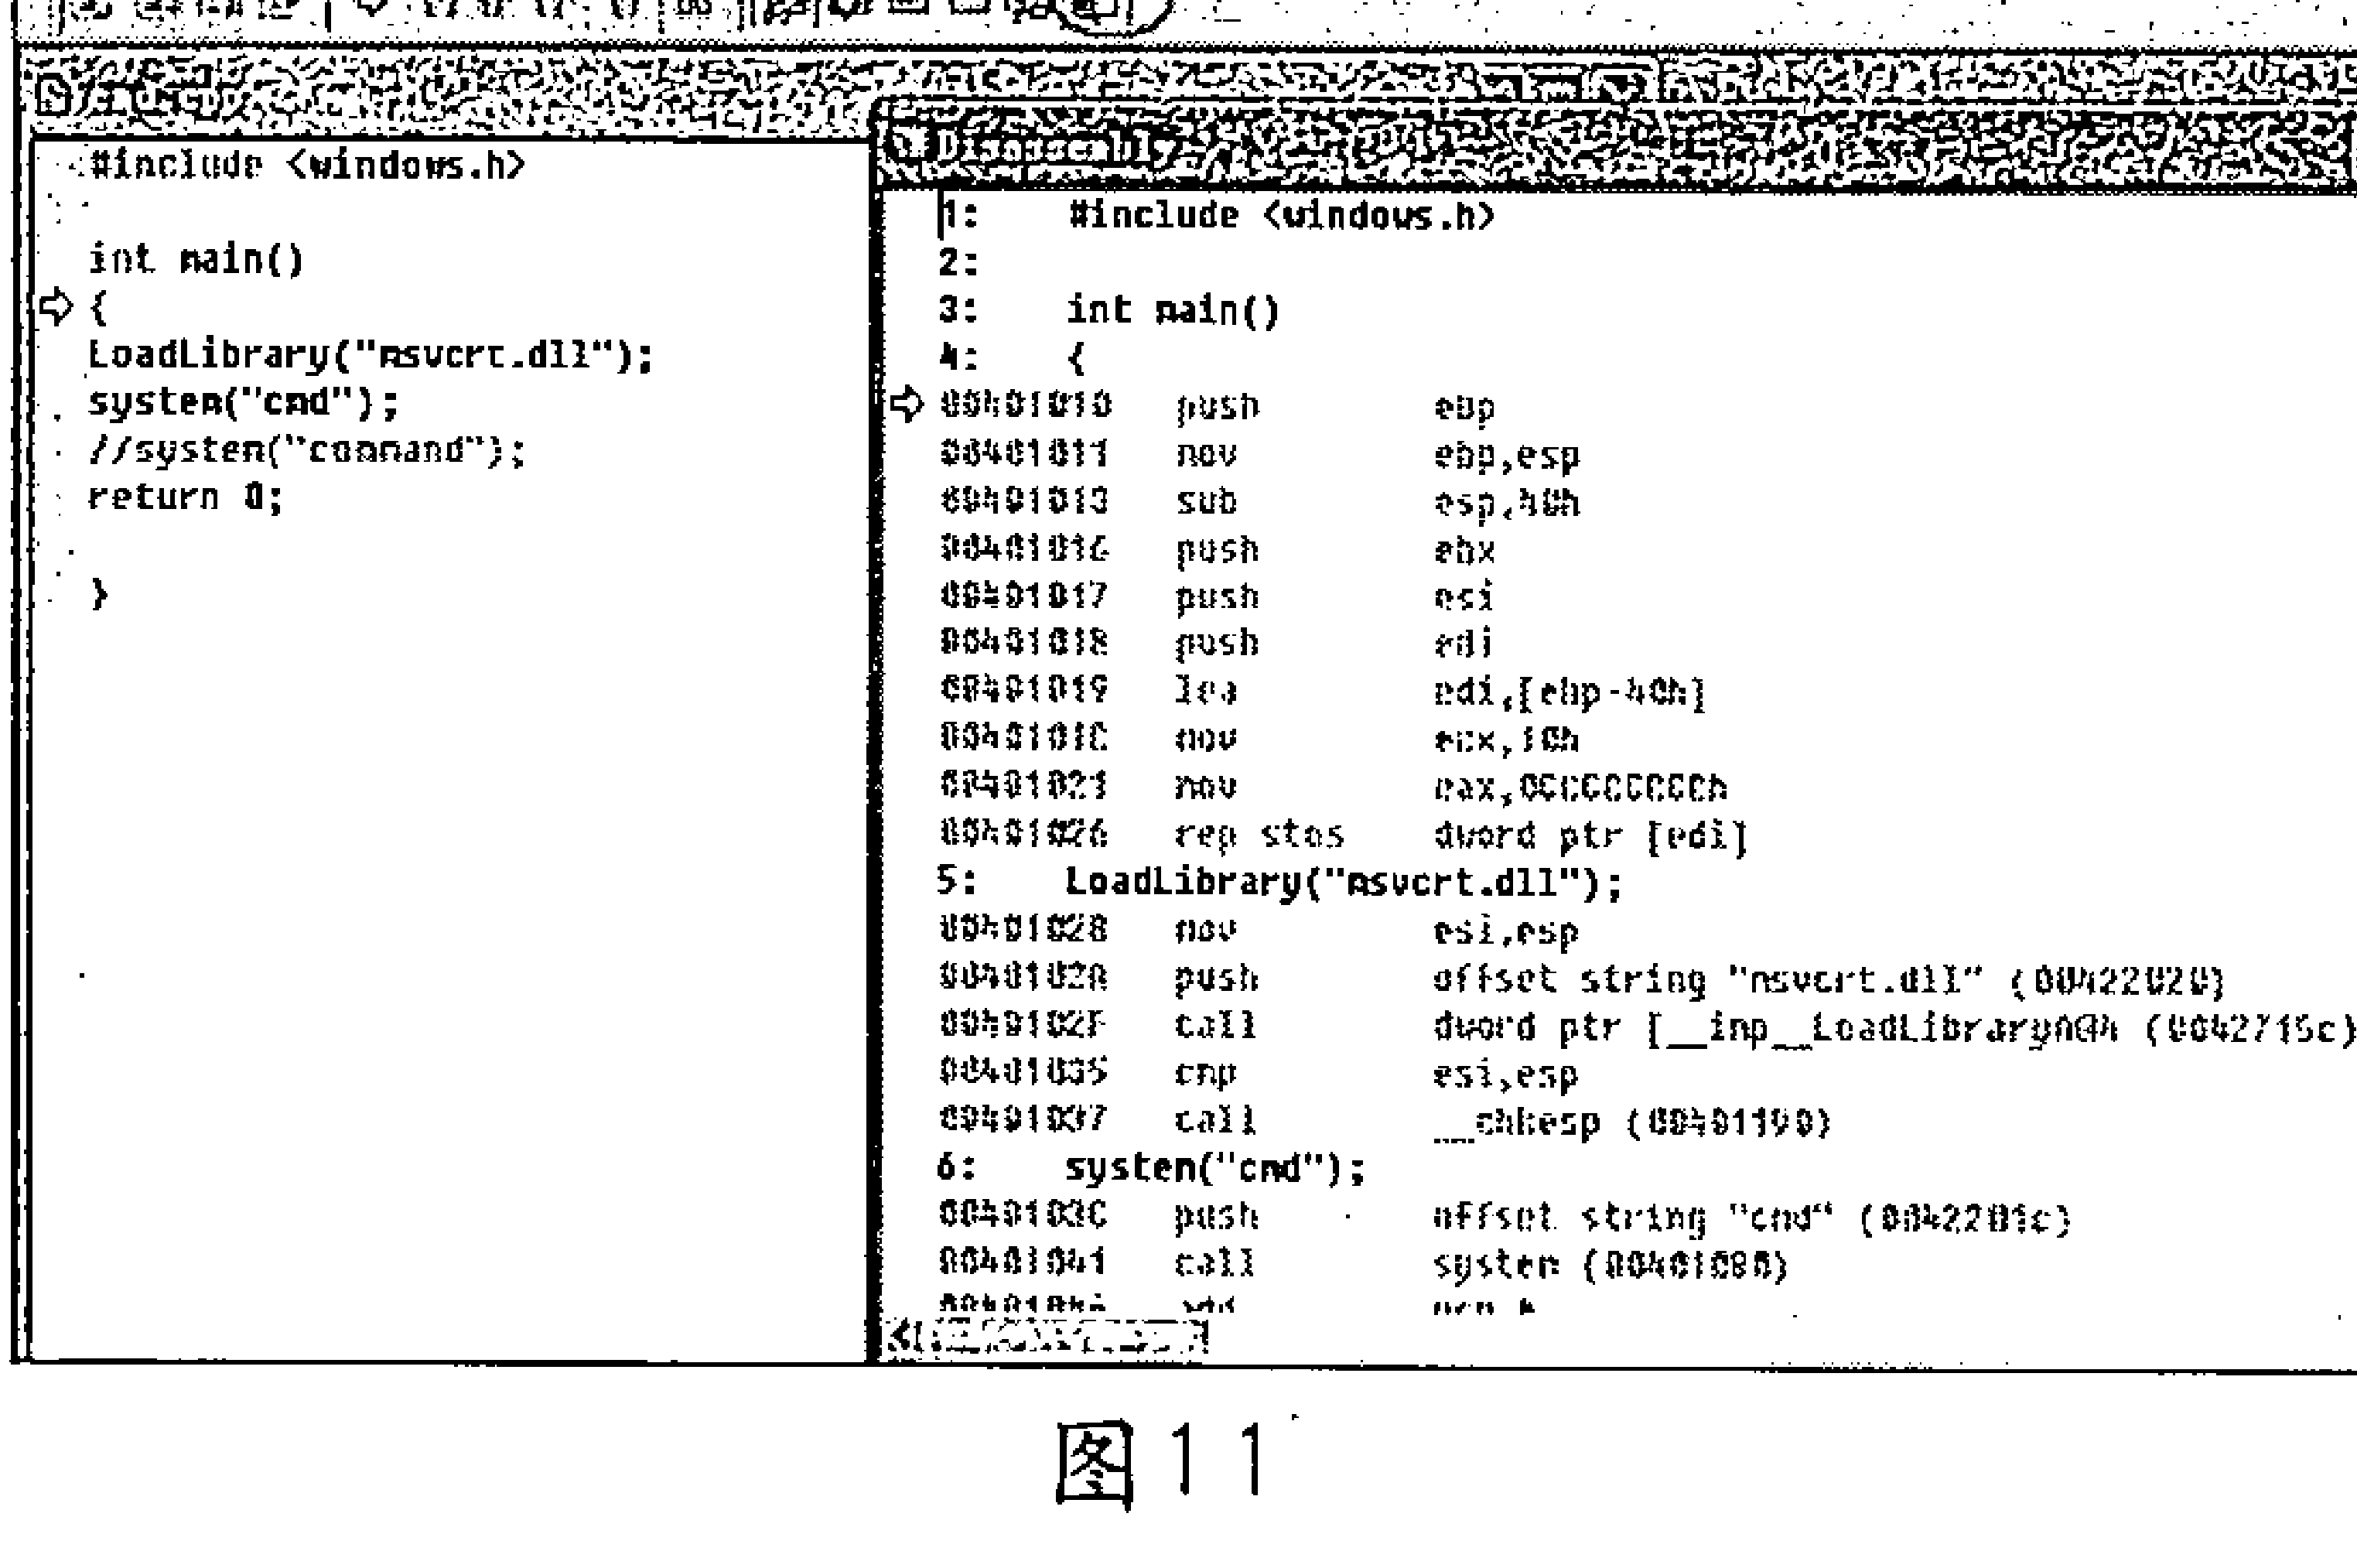 #include <windows.h>
int main()
{
LoadLibrary("msvcrt.dll");
system("cmd");
//system("command");
return 0;
}
Disassembly
1: #include <windows.h>
2:
3: int main()
4: {
00401010 push ebp
00401011 mov ebp,esp
00401013 sub esp,40h
00401016 push ebx
00401017 push esi
00401018 push edi
00401019 lea edi,[ebp-40h]
0040101C mov ecx,10h
00401021 mov eax,0CCCCCCCCh
00401026 rep stos dword ptr [edi]
5: LoadLibrary("msvcrt.dll");
00401028 mov esi,esp
0040102A push offset string "msvcrt.dll" (00422020)
0040102F call dword ptr [__imp__LoadLibraryA@4 (0042715c)
00401035 cmp esi,esp
00401037 call __chkesp (00401190)
6: system("cmd");
0040103C push offset string "cmd" (0042201c)
00401041 call system
图11